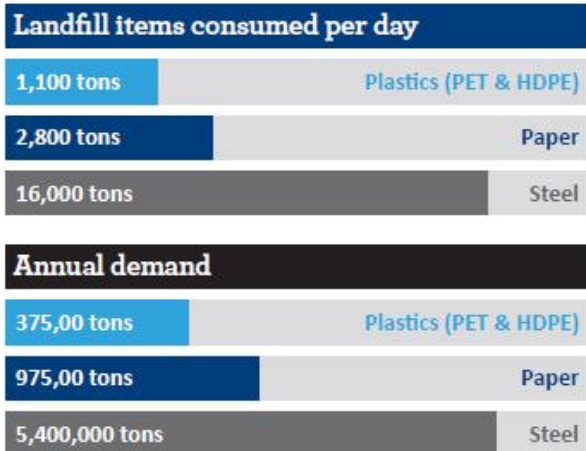 Landfill items consumed per day
1,100 tons Plastics (PET & HDPE)
2,800 tons Paper
16,000 tons Steel
Annual demand
375,00 tons Plastics (PET & HDPE)
975,00 tons Paper
5,400,000 tons Steel